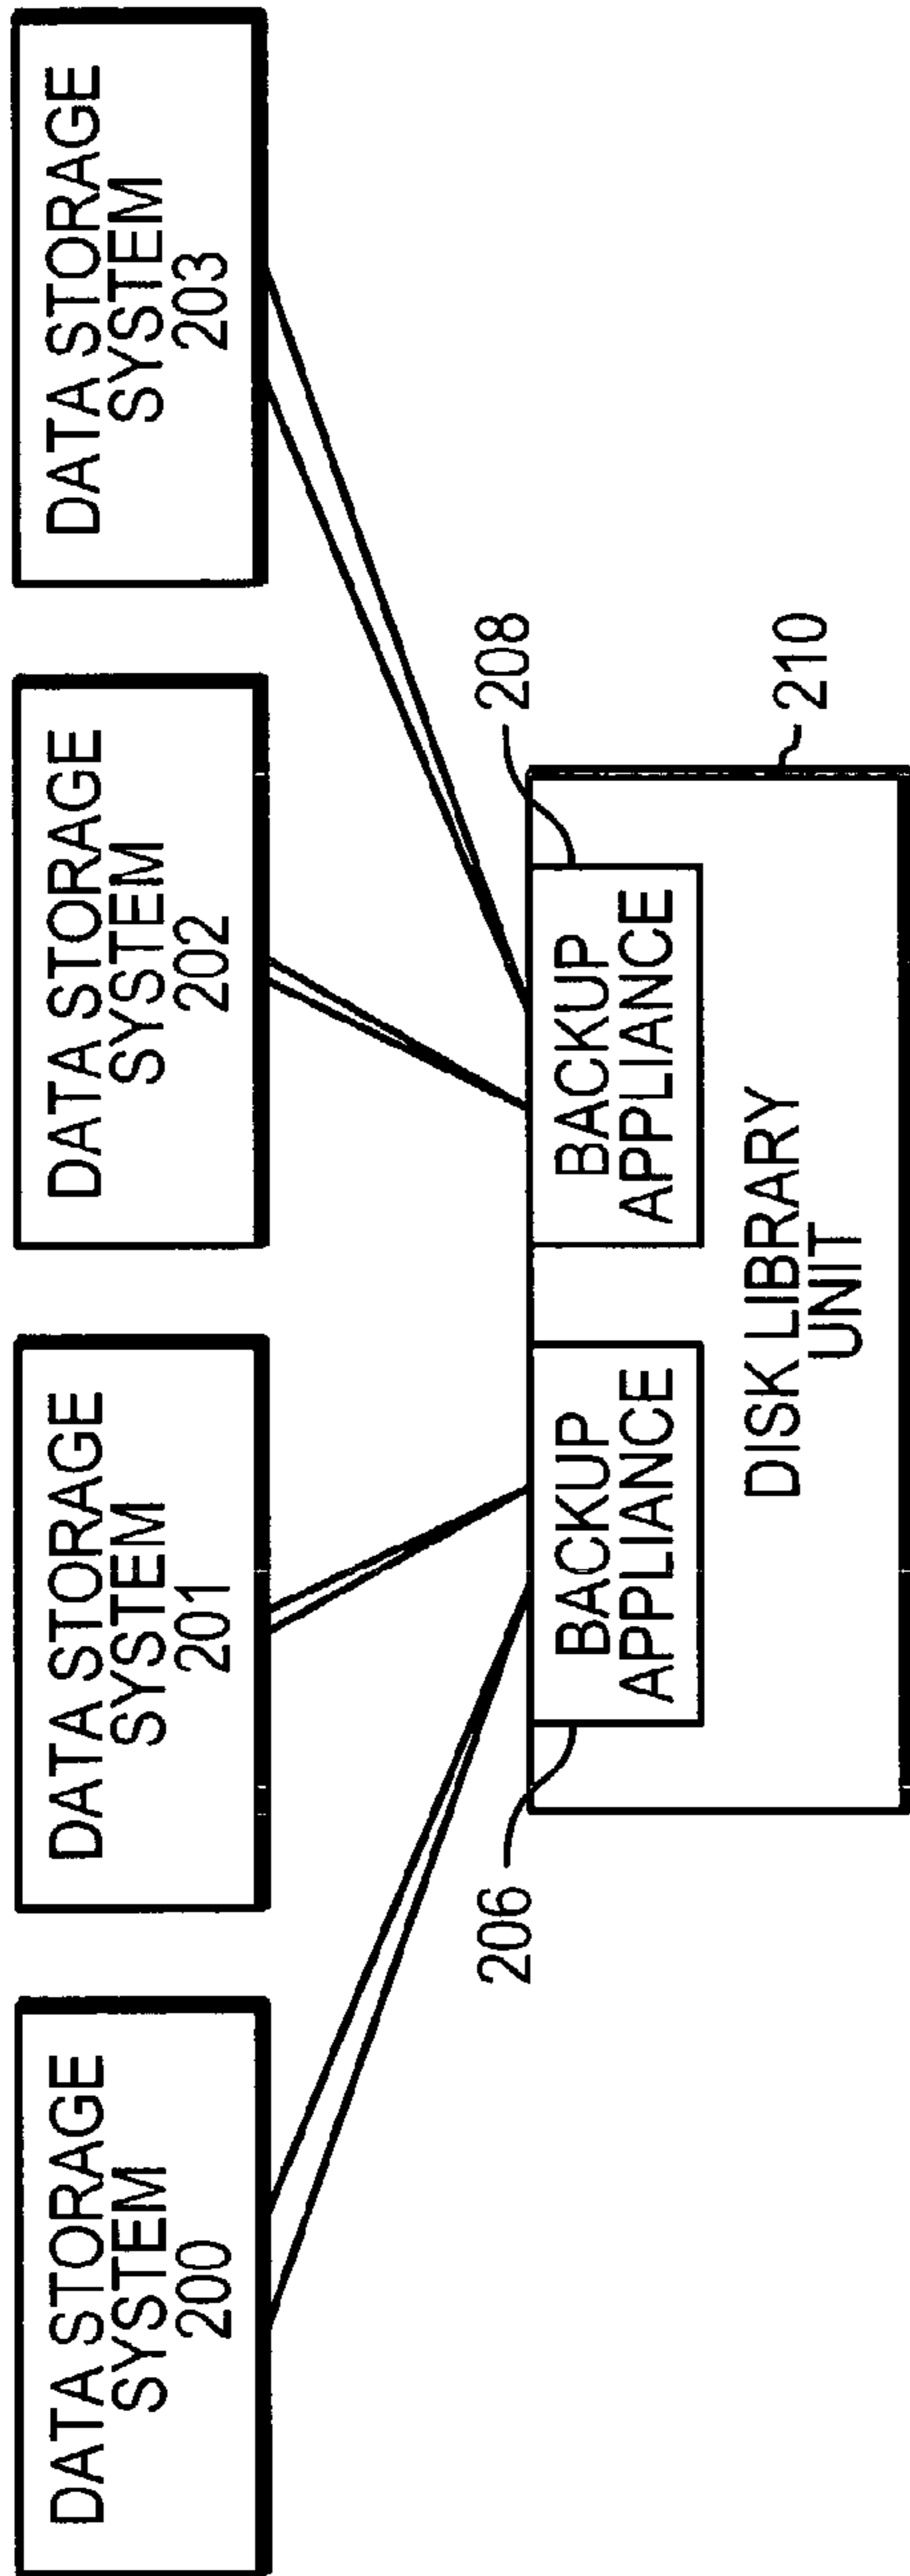 DATA STORAGE
SYSTEM
200
DATA STORAGE
SYSTEM
201
DATA STORAGE
SYSTEM
202
DATA STORAGE
SYSTEM
203
206
208
BACKUP
APPLIANCE
BACKUP
APPLIANCE
210
DISK LIBRARY
UNIT